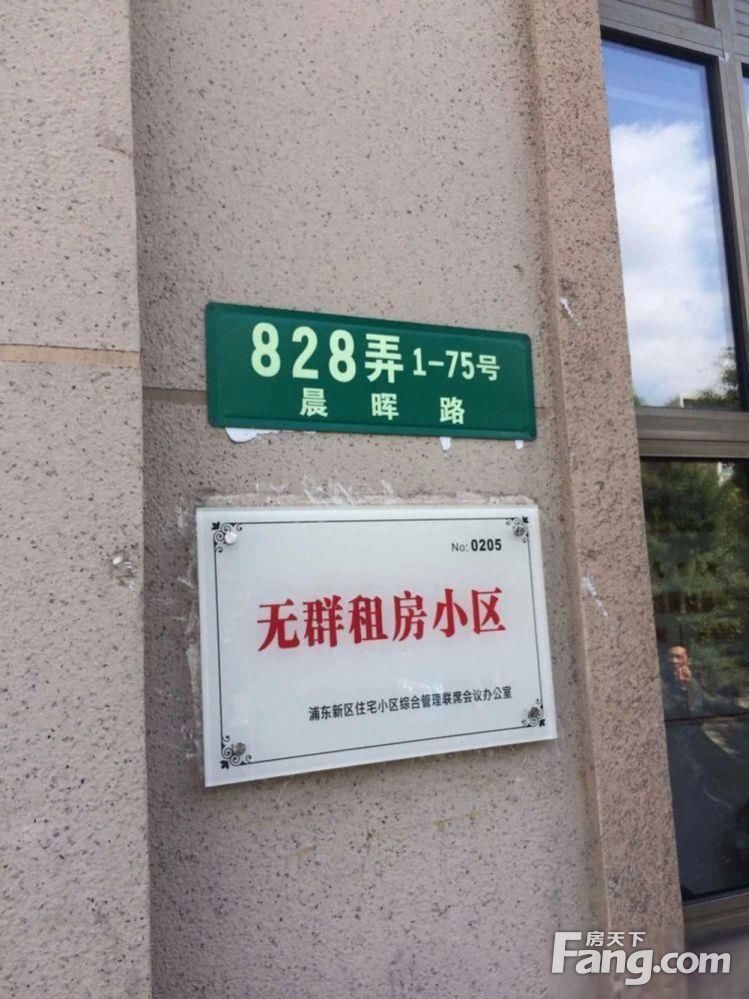 828弄 1-75号
晨晖路
No: 0205
无群租房小区
浦东新区住宅小区综合管理联席会议办公室
房天下
Fang.com